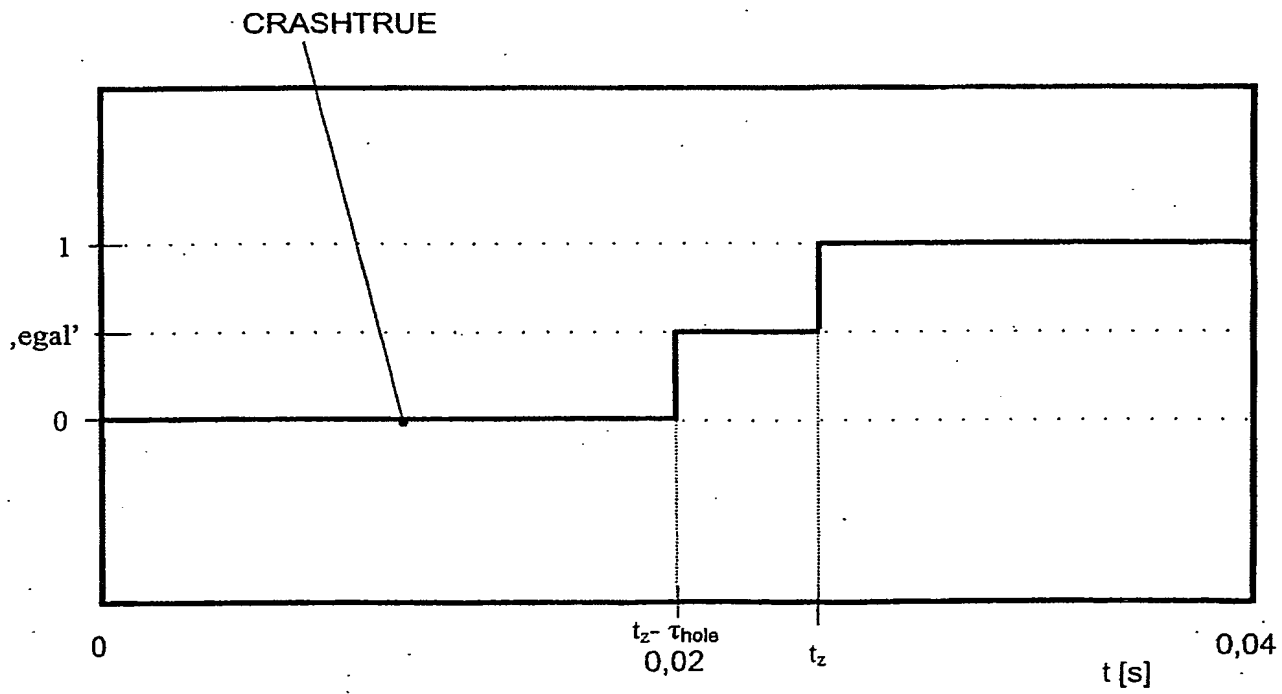 CRASHTRUE
1
‚egal’
0
0
t_z- τ_hole
0,02
t_z
0,04
t [s]